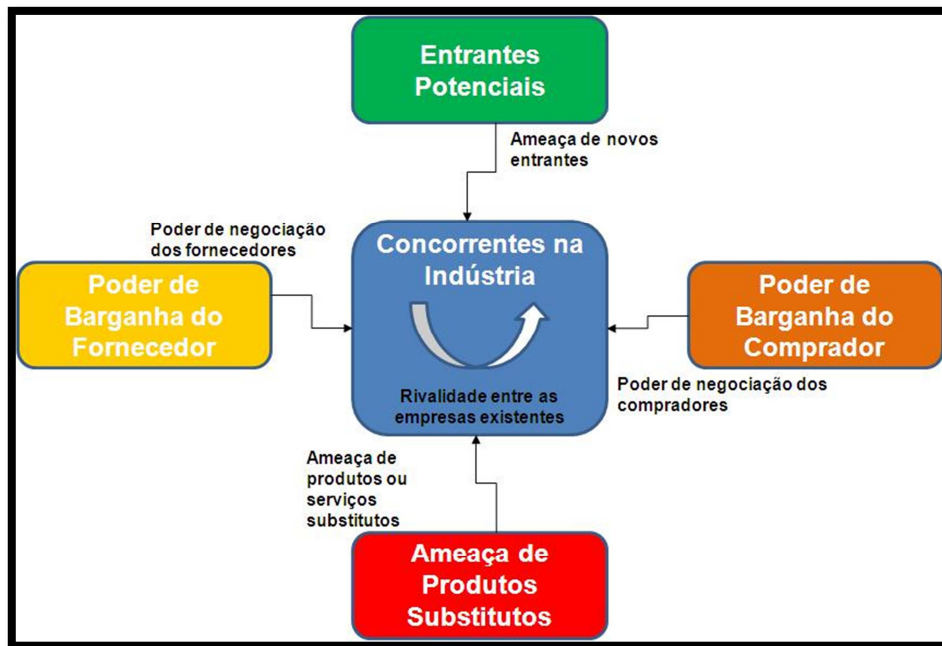 Entrantes
Potenciais
Ameaça de novos
entrantes
Poder de negociação
dos fornecedores
Poder de
Barganha do
Fornecedor
Concorrentes na
Indústria
Rivalidade entre as
empresas existentes
Poder de
Barganha do
Comprador
Poder de negociação dos
compradores
Ameaça de
produtos ou
serviços
substitutos
Ameaça de
Produtos
Substitutos